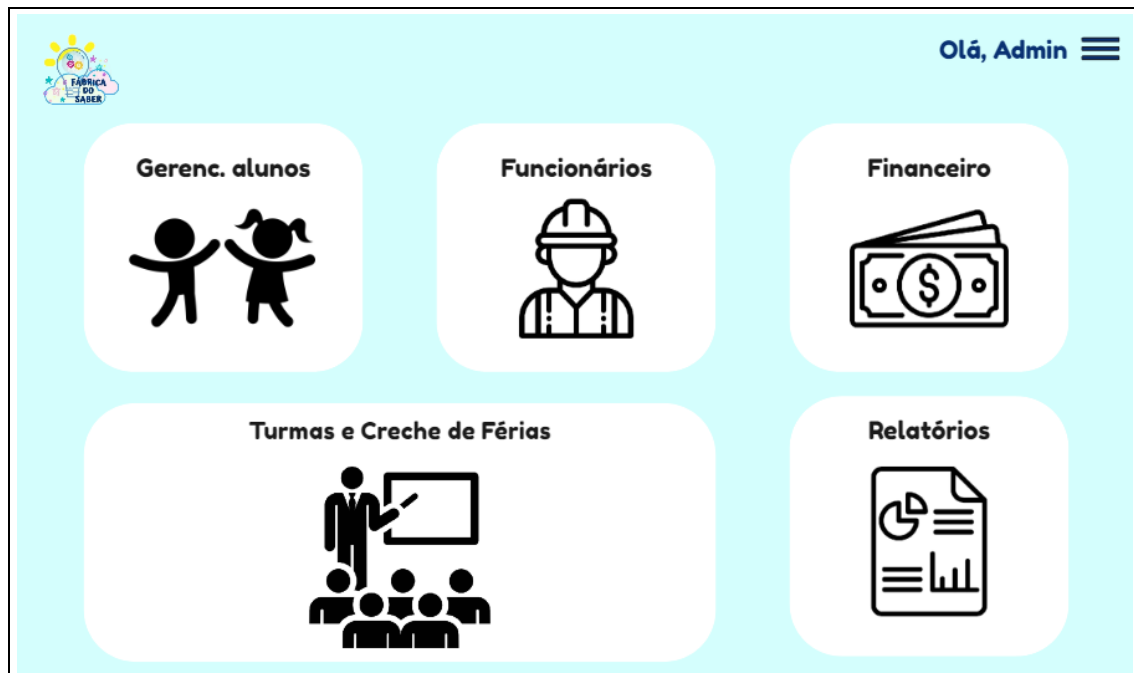 FÁBRICA
DO
SABER
Olá, Admin
Gerenc. alunos
Funcionários
Financeiro
$
Turmas e Creche de Férias
Relatórios